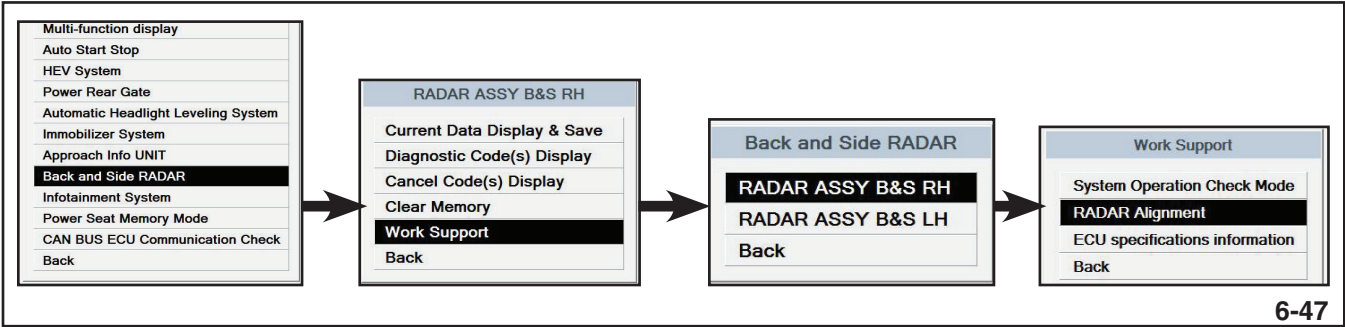 Multi-function display
Auto Start Stop
HEV System
Power Rear Gate
Automatic Headlight Leveling System
Immobilizer System
Approach Info UNIT
Back and Side RADAR
Infotainment System
Power Seat Memory Mode
CAN BUS ECU Communication Check
Back
RADAR ASSY B&S RH
Current Data Display & Save
Diagnostic Code(s) Display
Cancel Code(s) Display
Clear Memory
Work Support
Back
Back and Side RADAR
RADAR ASSY B&S RH
RADAR ASSY B&S LH
Back
Work Support
System Operation Check Mode
RADAR Alignment
ECU specifications information
Back
6-47